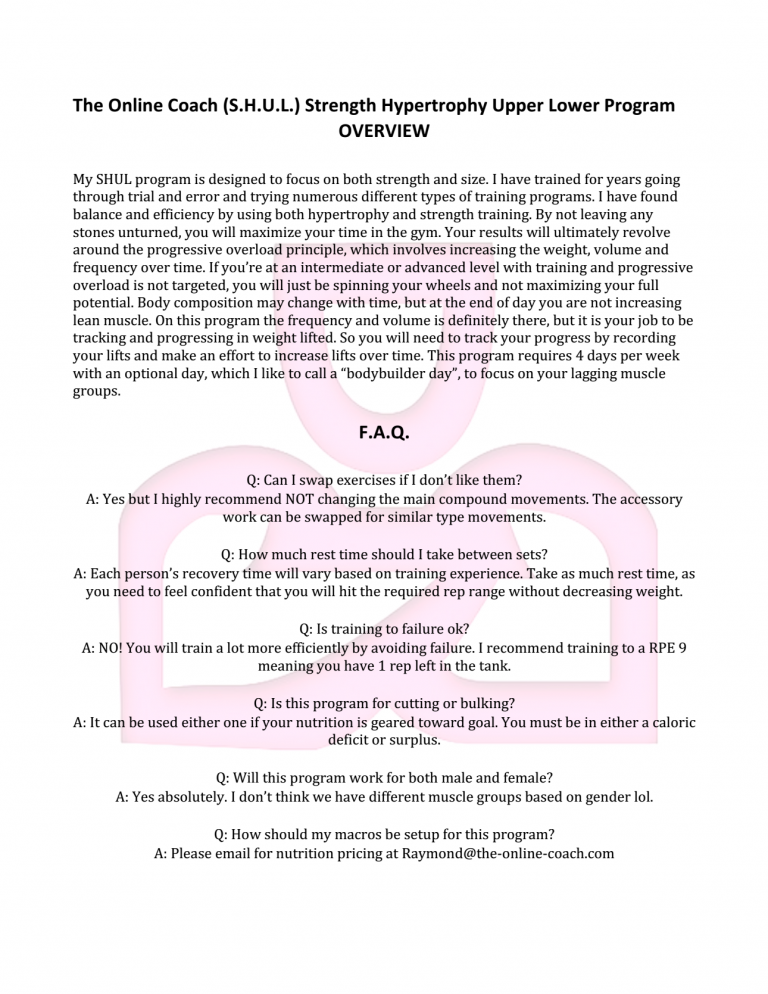 The Online Coach (S.H.U.L.) Strength Hypertrophy Upper Lower Program
OVERVIEW
My SHUL program is designed to focus on both strength and size. I have trained for years going
through trial and error and trying numerous different types of training programs. I have found
balance and efficiency by using both hypertrophy and strength training. By not leaving any
stones unturned, you will maximize your time in the gym. Your results will ultimately revolve
around the progressive overload principle, which involves increasing the weight, volume and
frequency over time. If you’re at an intermediate or advanced level with training and progressive
overload is not targeted, you will just be spinning your wheels and not maximizing your full
potential. Body composition may change with time, but at the end of day you are not increasing
lean muscle. On this program the frequency and volume is definitely there, but it is your job to be
tracking and progressing in weight lifted. So you will need to track your progress by recording
your lifts and make an effort to increase lifts over time. This program requires 4 days per week
with an optional day, which I like to call a “bodybuilder day”, to focus on your lagging muscle
groups.
F.A.Q.
Q: Can I swap exercises if I don’t like them?
A: Yes but I highly recommend NOT changing the main compound movements. The accessory
work can be swapped for similar type movements.
Q: How much rest time should I take between sets?
A: Each person’s recovery time will vary based on training experience. Take as much rest time, as
you need to feel confident that you will hit the required rep range without decreasing weight.
Q: Is training to failure ok?
A: NO! You will train a lot more efficiently by avoiding failure. I recommend training to a RPE 9
meaning you have 1 rep left in the tank.
Q: Is this program for cutting or bulking?
A: It can be used either one if your nutrition is geared toward goal. You must be in either a caloric
deficit or surplus.
Q: Will this program work for both male and female?
A: Yes absolutely. I don’t think we have different muscle groups based on gender lol.
Q: How should my macros be setup for this program?
A: Please email for nutrition pricing at Raymond@the-online-coach.com